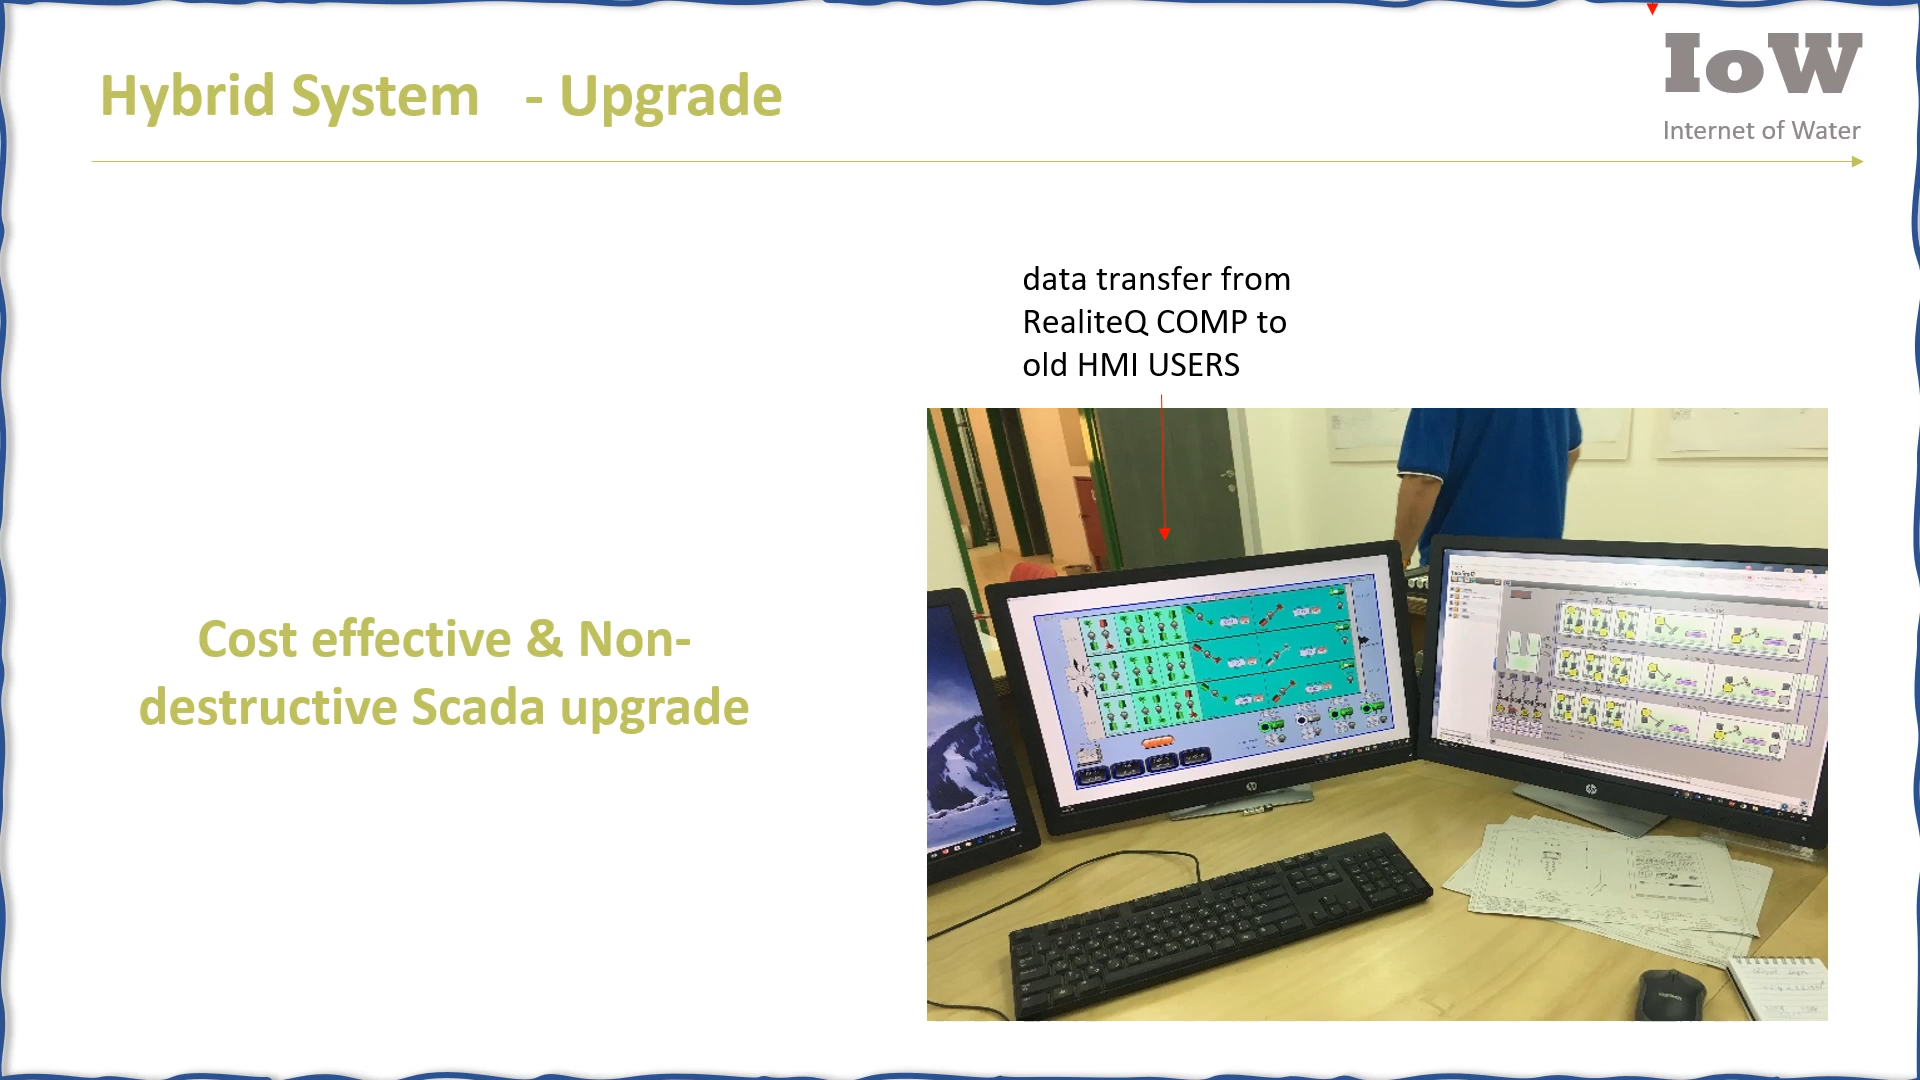 Hybrid System - Upgrade
IoW
Internet of Water
data transfer from
RealiteQ COMP to
old HMI USERS
Cost effective & Non-
destructive Scada upgrade